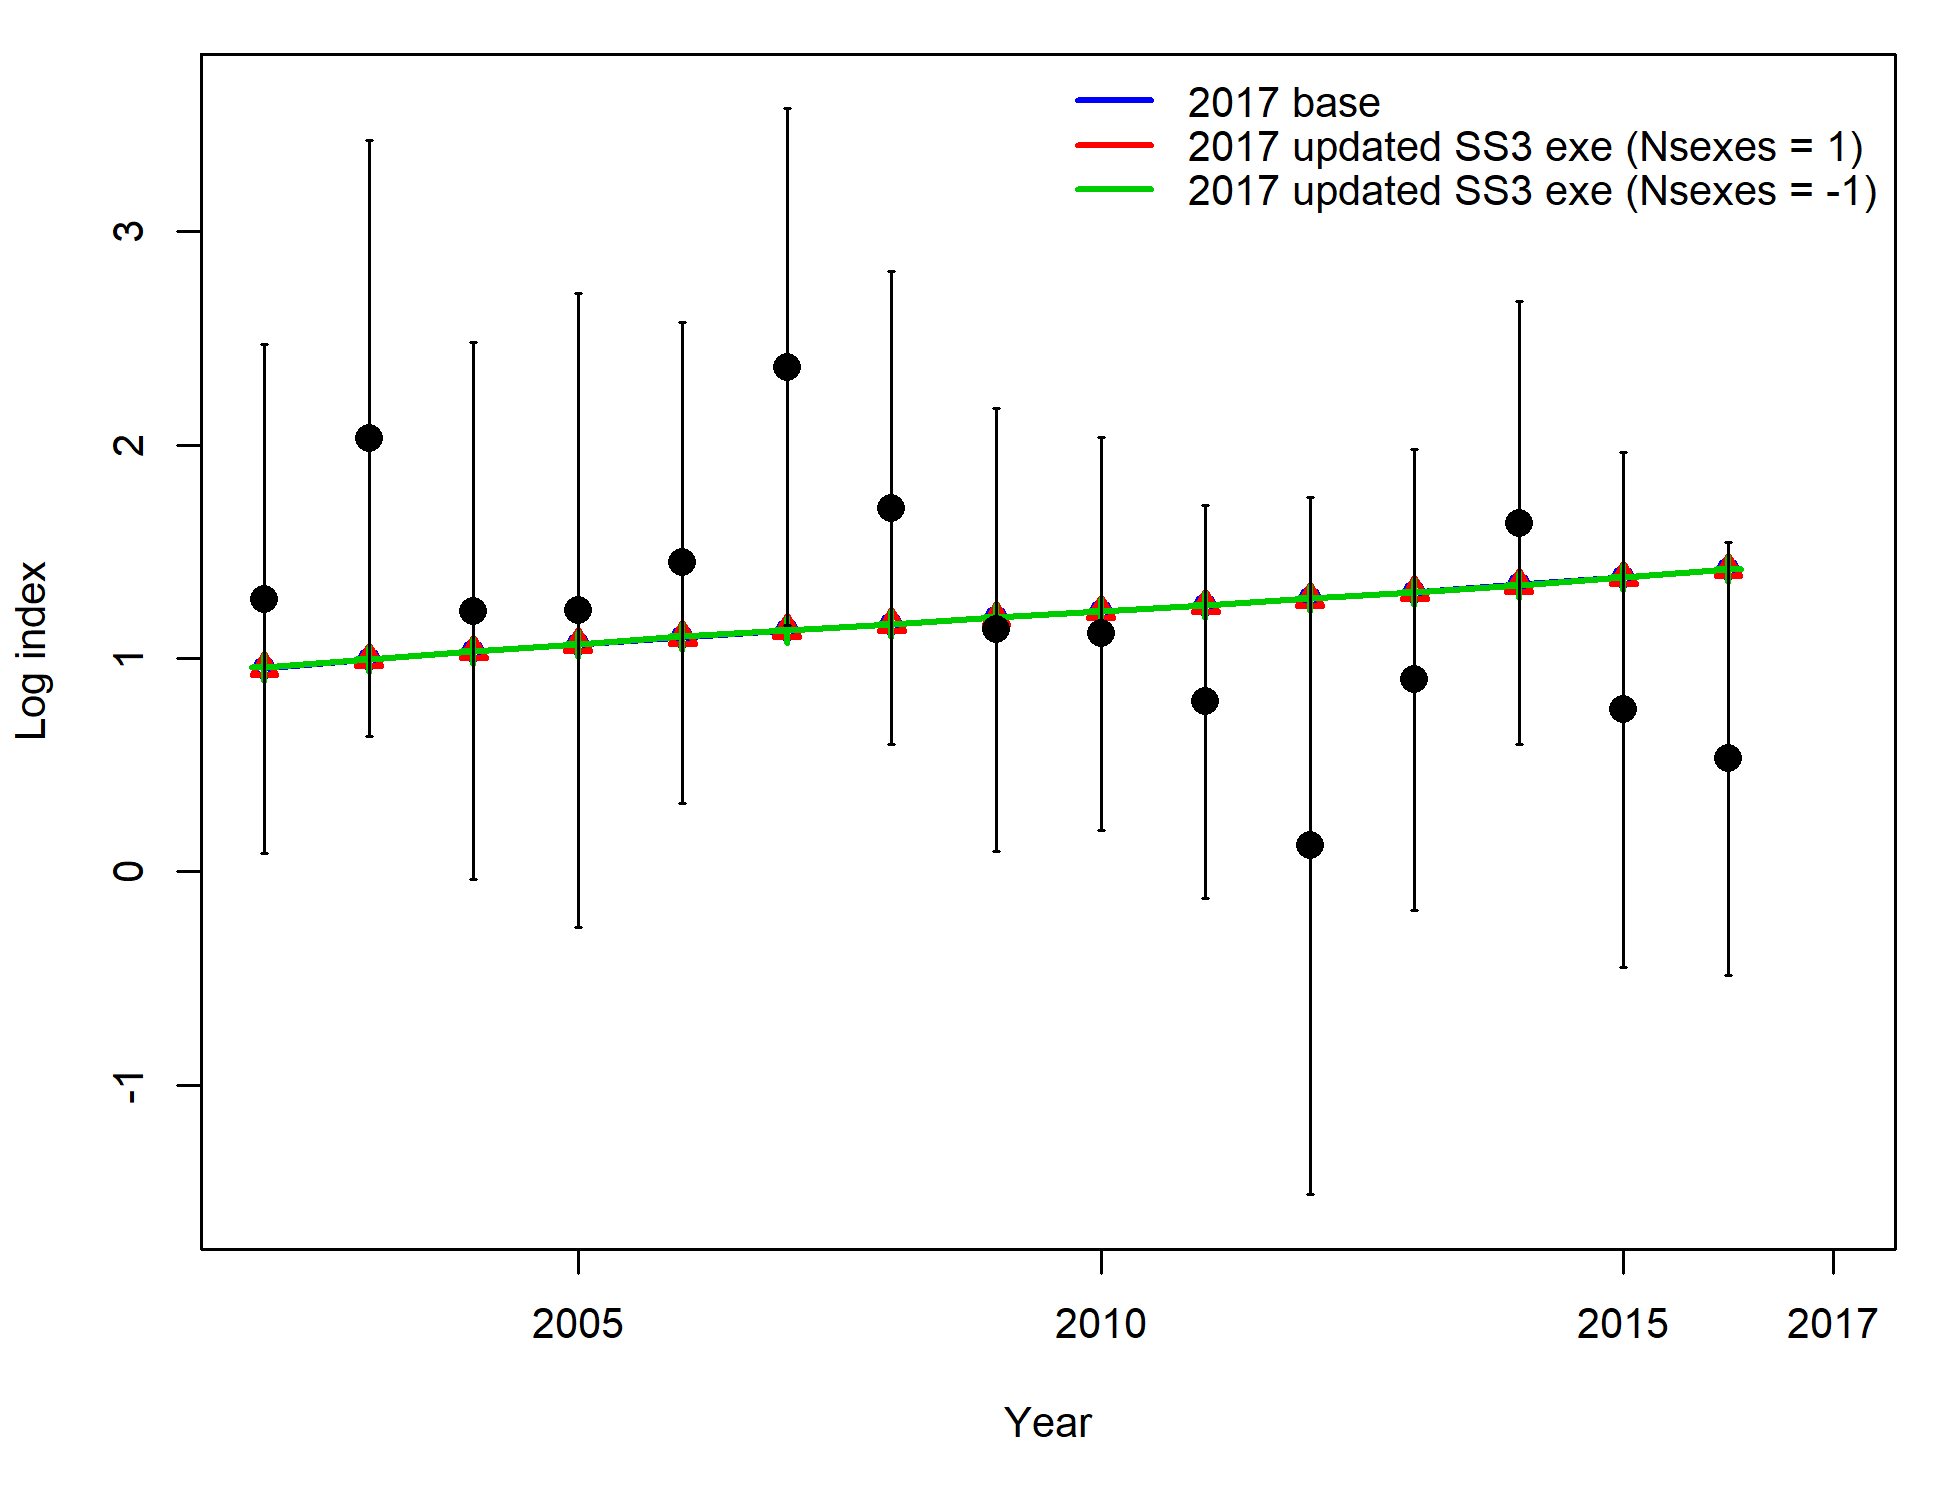 2017 base
2017 updated SS3 exe (Nsexes = 1)
2017 updated SS3 exe (Nsexes = -1)
3
2
1
0
-1
Log index
2005
2010
2015
2017
Year